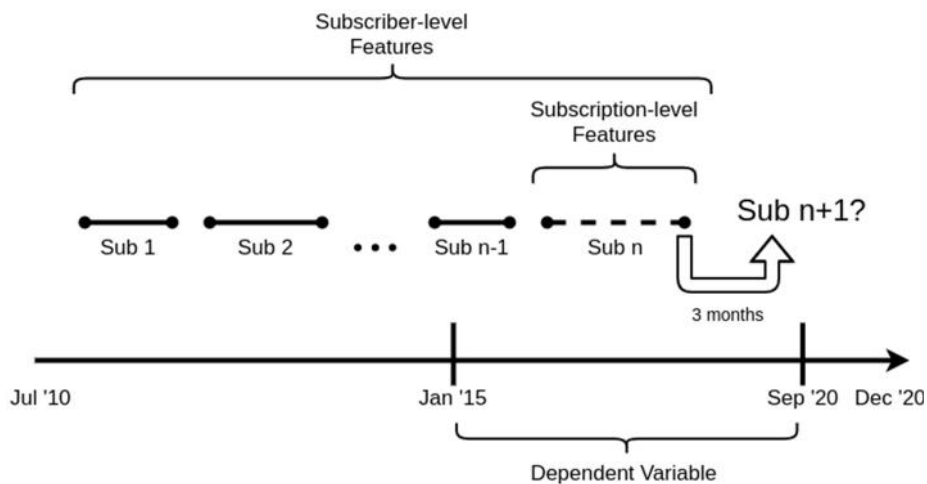 Subscriber-level
Features
Subscription-level
Features
Sub n+1?
Sub 1
Sub 2
Sub n-1
Sub n
3 months
Jul '10
Jan '15
Sep '20
Dec '20
Dependent Variable